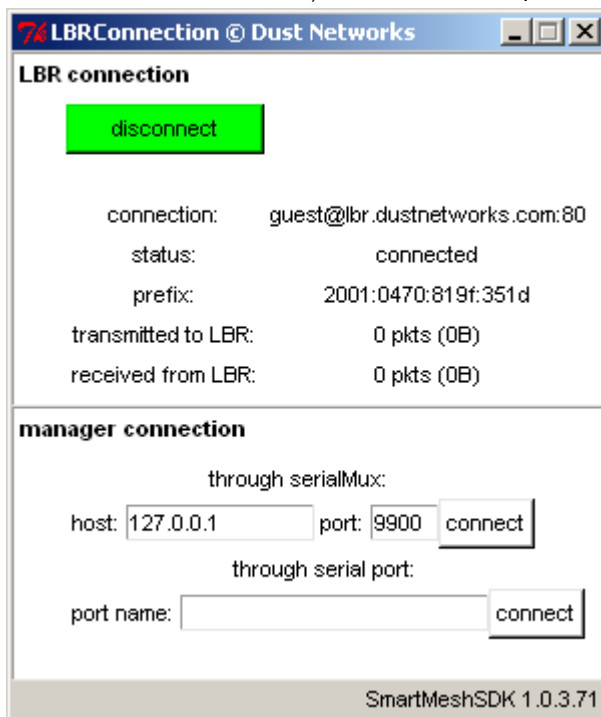 LBRConnection © Dust Networks
LBR connection
disconnect
connection: guest@lbr.dustnetworks.com:80
status: connected
prefix: 2001:0470:819f:351d
transmitted to LBR: 0 pkts (0B)
received from LBR: 0 pkts (0B)
manager connection
through serialMux:
host: 127.0.0.1 port: 9900 connect
through serial port:
port name: connect
SmartMeshSDK 1.0.3.71